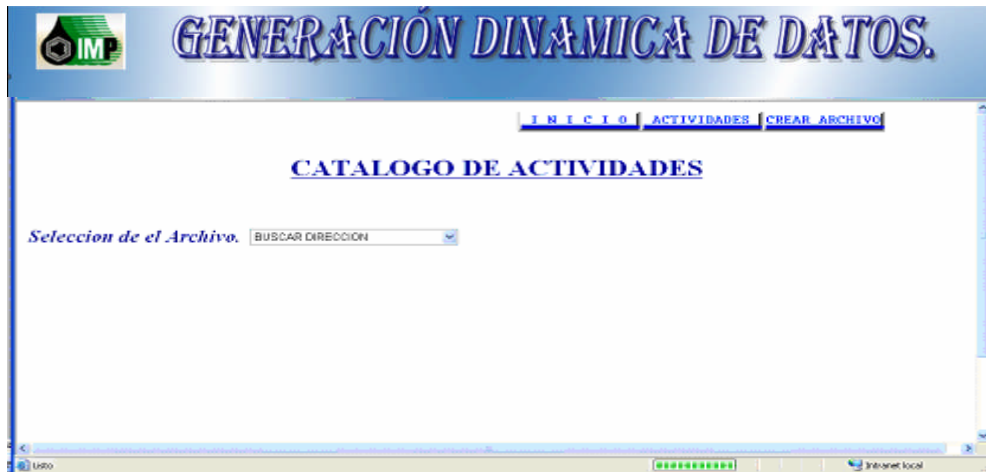 IMP
GENERACIÓN DINAMICA DE DATOS.
I N I C I O ACTIVIDADES CREAR ARCHIVO
CATALOGO DE ACTIVIDADES
Seleccion de el Archivo. BUSCAR DIRECCION
Listo Intranet local